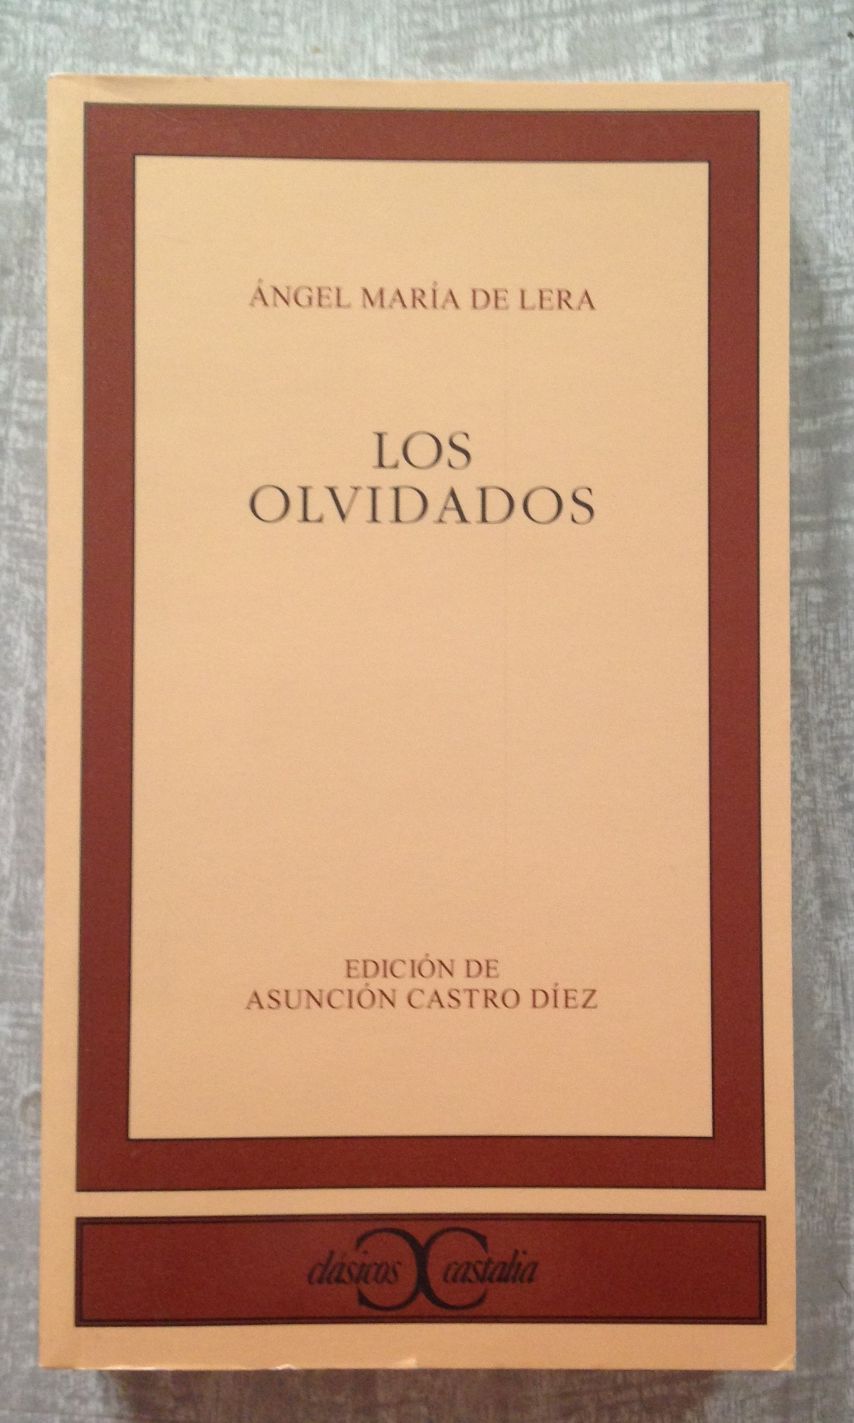 ÁNGEL MARÍA DE LERA
LOS
OLVIDADOS
EDICIÓN DE
ASUNCIÓN CASTRO DÍEZ
clásicos castalia